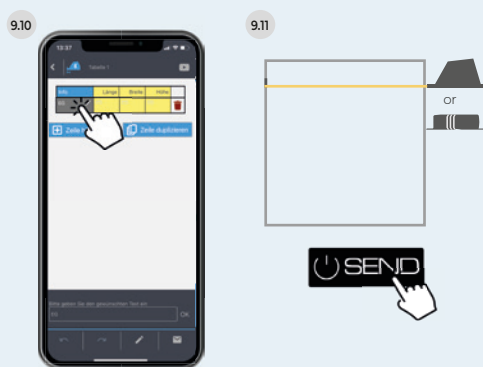 9.10
9.11
13:37
Tabelle 1
Info Länge Breite Höhe
Zeile
Zeile duplizieren
or
SEND
Bitte geben Sie den gewünschten Text ein
OK